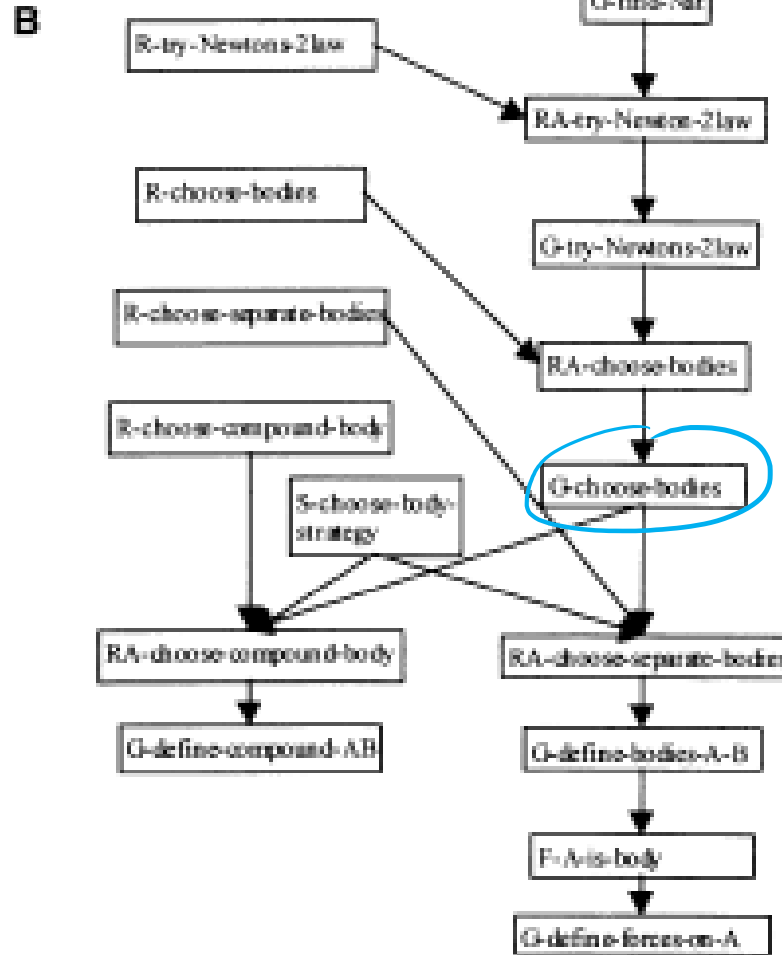 B
G-find-Naf
R-try-Newtons-2law
RA-try-Newton-2law
R-choose-bodies
G-try-Newtons-2law
R-choose-separate-bodies
RA-choose-bodies
R-choose-compound-body
G-choose-bodies
S-choose-body-
strategy
RA-choose-compound-body
RA-choose-separate-bodies
G-define-compound-AB
G-define-bodies-A-B
F-A-is-body
G-define-forces-on-A